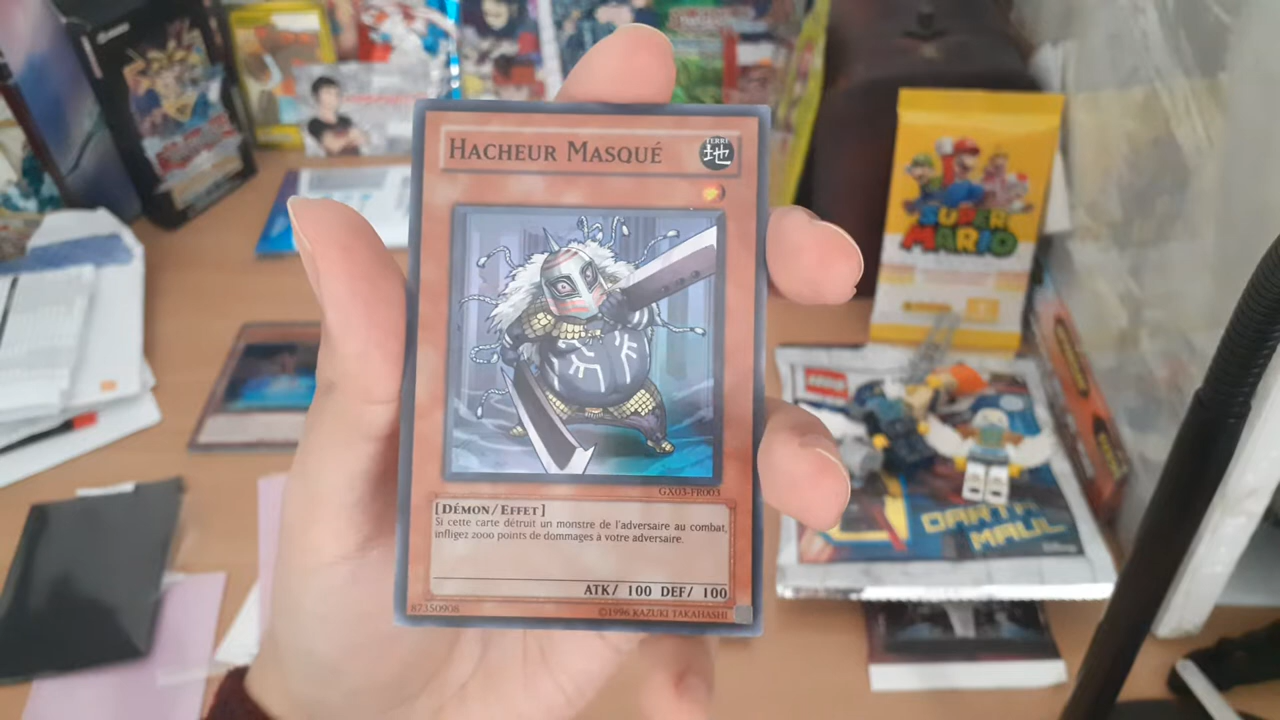 HACHEUR MASQUÉ
TERRE
地
GX03-FR003
[DÉMON/EFFET]
Si cette carte détruit un monstre de l'adversaire au combat,
infligez 2000 points de dommages à votre adversaire.
ATK/ 100 DEF/ 100
87350908
©1996 KAZUKI TAKAHASHI
SUPER
MARIO
LEGO
DARTH
MAUL